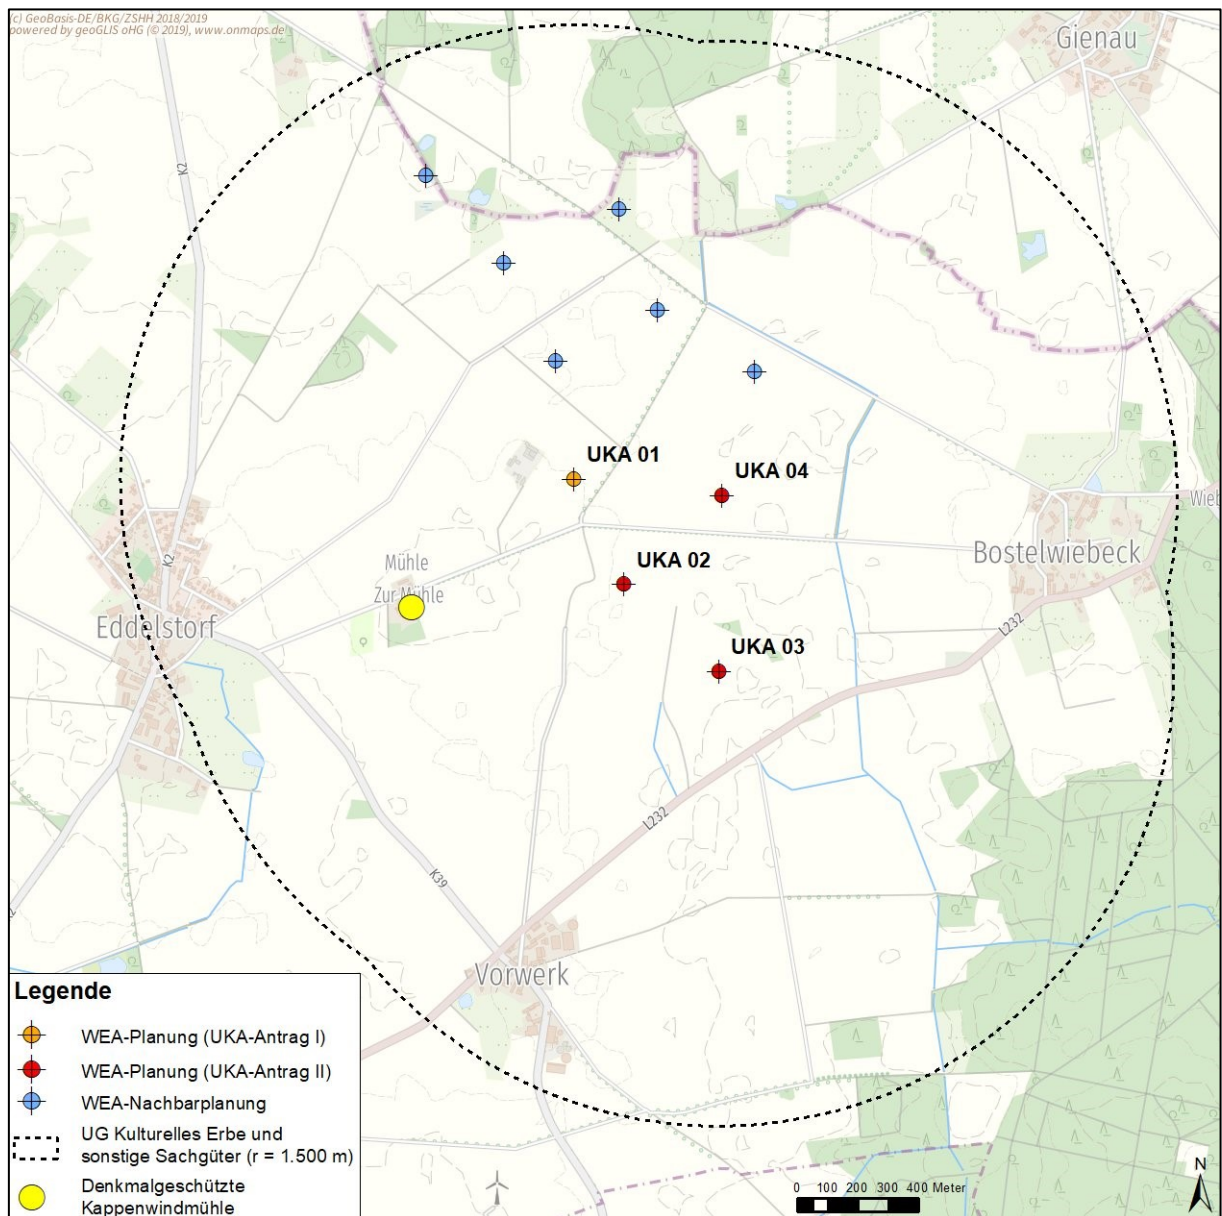 (c) GeoBasis-DE/BKG/ZSHH 2018/2019
powered by geoGLIS oHG (© 2019), www.onmaps.de
Gienau
K2
UKA 01
UKA 04
Wieb
Bostelwiebeck
Mühle
Zur Mühle
UKA 02
K2
Eddelstorf
L232
UKA 03
L232
K39
Vorwerk
Legende
WEA-Planung (UKA-Antrag I)
WEA-Planung (UKA-Antrag II)
WEA-Nachbarplanung
UG Kulturelles Erbe und
sonstige Sachgüter (r = 1.500 m)
Denkmalgeschützte
Kappenwindmühle
N
0 100 200 300 400 Meter